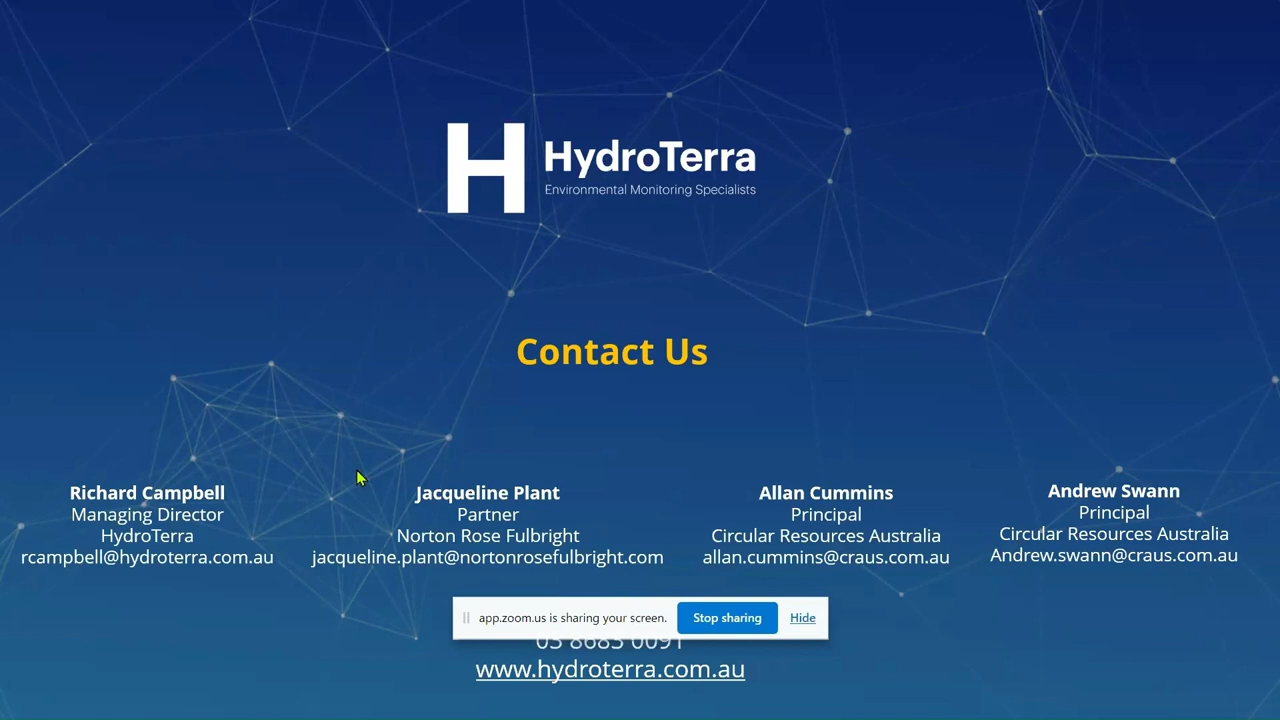 H HydroTerra
Environmental Monitoring Specialists
Contact Us
Richard Campbell
Managing Director
HydroTerra
rcampbell@hydroterra.com.au
Jacqueline Plant
Partner
Norton Rose Fulbright
jacqueline.plant@nortonrosefulbright.com
Allan Cummins
Principal
Circular Resources Australia
allan.cummins@craus.com.au
Andrew Swann
Principal
Circular Resources Australia
Andrew.swann@craus.com.au
app.zoom.us is sharing your screen. Stop sharing Hide
03 8683 0091
www.hydroterra.com.au